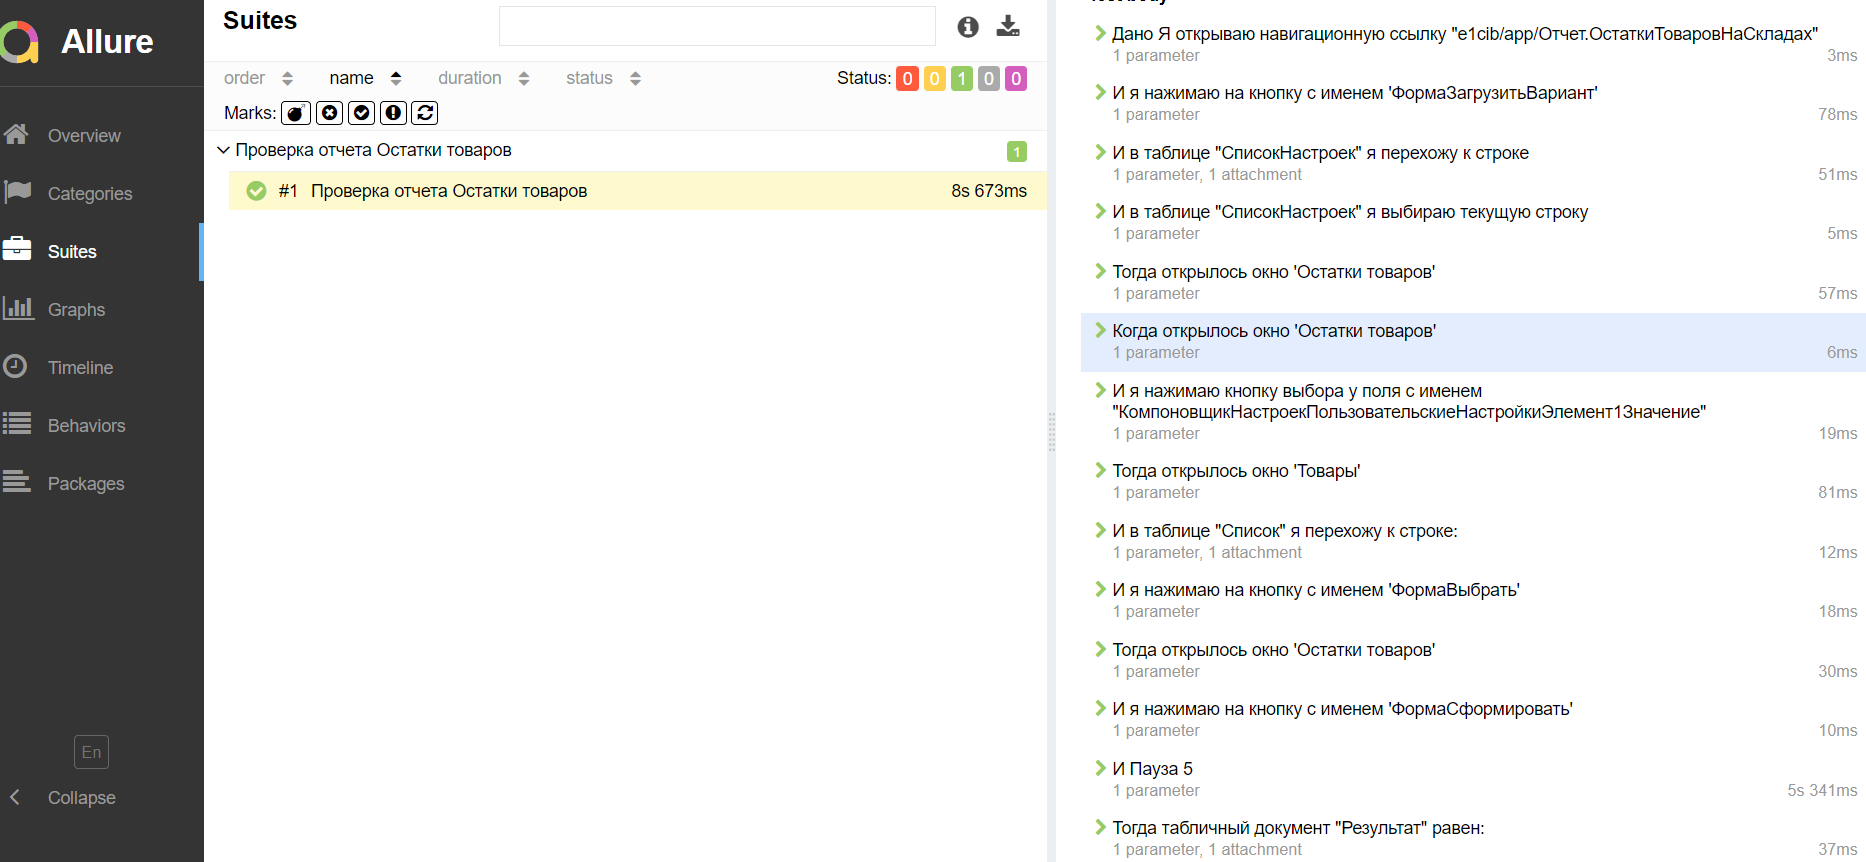 Allure
Overview
Categories
Suites
Graphs
Timeline
Behaviors
Packages
En
Collapse
Suites
order name duration status Status: 0 0 1 0 0
Marks:
Проверка отчета Остатки товаров 1
#1 Проверка отчета Остатки товаров 8s 673ms
Дано Я открываю навигационную ссылку "e1cib/app/Отчет.ОстаткиТоваровНаСкладах"
1 parameter 3ms
И я нажимаю на кнопку с именем 'ФормаЗагрузитьВариант'
1 parameter 78ms
И в таблице "СписокНастроек" я перехожу к строке
1 parameter, 1 attachment 51ms
И в таблице "СписокНастроек" я выбираю текущую строку
1 parameter 5ms
Тогда открылось окно 'Остатки товаров'
1 parameter 57ms
Когда открылось окно 'Остатки товаров'
1 parameter 6ms
И я нажимаю кнопку выбора у поля с именем
"КомпоновщикНастроекПользовательскиеНастройкиЭлемент1Значение"
1 parameter 19ms
Тогда открылось окно 'Товары'
1 parameter 81ms
И в таблице "Список" я перехожу к строке:
1 parameter, 1 attachment 12ms
И я нажимаю на кнопку с именем 'ФормаВыбрать'
1 parameter 18ms
Тогда открылось окно 'Остатки товаров'
1 parameter 30ms
И я нажимаю на кнопку с именем 'ФормаСформировать'
1 parameter 10ms
И Пауза 5
1 parameter 5s 341ms
Тогда табличный документ "Результат" равен:
1 parameter, 1 attachment 37ms